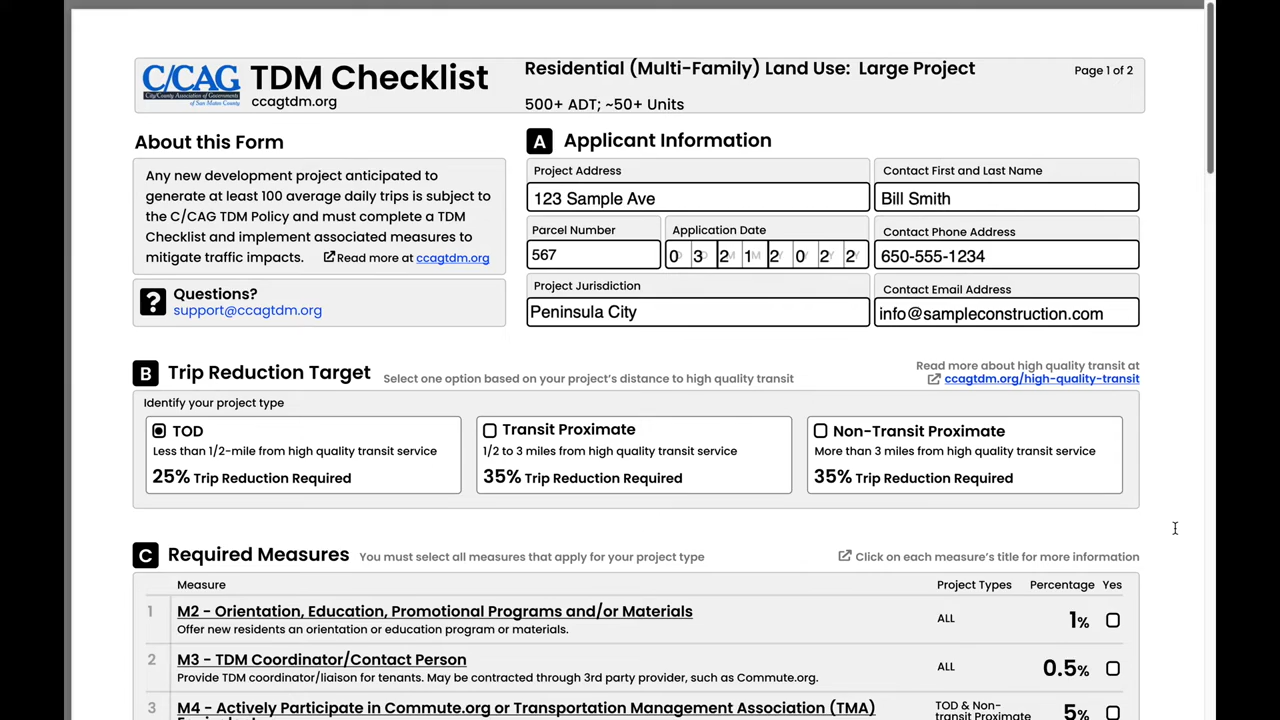 C/CAG
City/County Association of Governments
of San Mateo County
TDM Checklist
ccagtdm.org
Residential (Multi-Family) Land Use: Large Project
500+ ADT; ~50+ Units
Page 1 of 2
About this Form
Any new development project anticipated to
generate at least 100 average daily trips is subject to
the C/CAG TDM Policy and must complete a TDM
Checklist and implement associated measures to
mitigate traffic impacts. Read more at ccagtdm.org
? Questions?
support@ccagtdm.org
A Applicant Information
Project Address
123 Sample Ave
Contact First and Last Name
Bill Smith
Parcel Number
567
Application Date
0 3 2 1 2 0 2 2
Contact Phone Address
650-555-1234
Project Jurisdiction
Peninsula City
Contact Email Address
info@sampleconstruction.com
B Trip Reduction Target Select one option based on your project's distance to high quality transit
Read more about high quality transit at
ccagtdm.org/high-quality-transit
Identify your project type
TOD
Less than 1/2-mile from high quality transit service
25% Trip Reduction Required
Transit Proximate
1/2 to 3 miles from high quality transit service
35% Trip Reduction Required
Non-Transit Proximate
More than 3 miles from high quality transit service
35% Trip Reduction Required
C Required Measures You must select all measures that apply for your project type
Click on each measure's title for more information
Measure Project Types Percentage Yes
1 M2 - Orientation, Education, Promotional Programs and/or Materials ALL 1%
Offer new residents an orientation or education program or materials.
2 M3 - TDM Coordinator/Contact Person ALL 0.5%
Provide TDM coordinator/liaison for tenants. May be contracted through 3rd party provider, such as Commute.org.
3 M4 - Actively Participate in Commute.org or Transportation Management Association (TMA) TOD & Non- 5%
transit Proximate